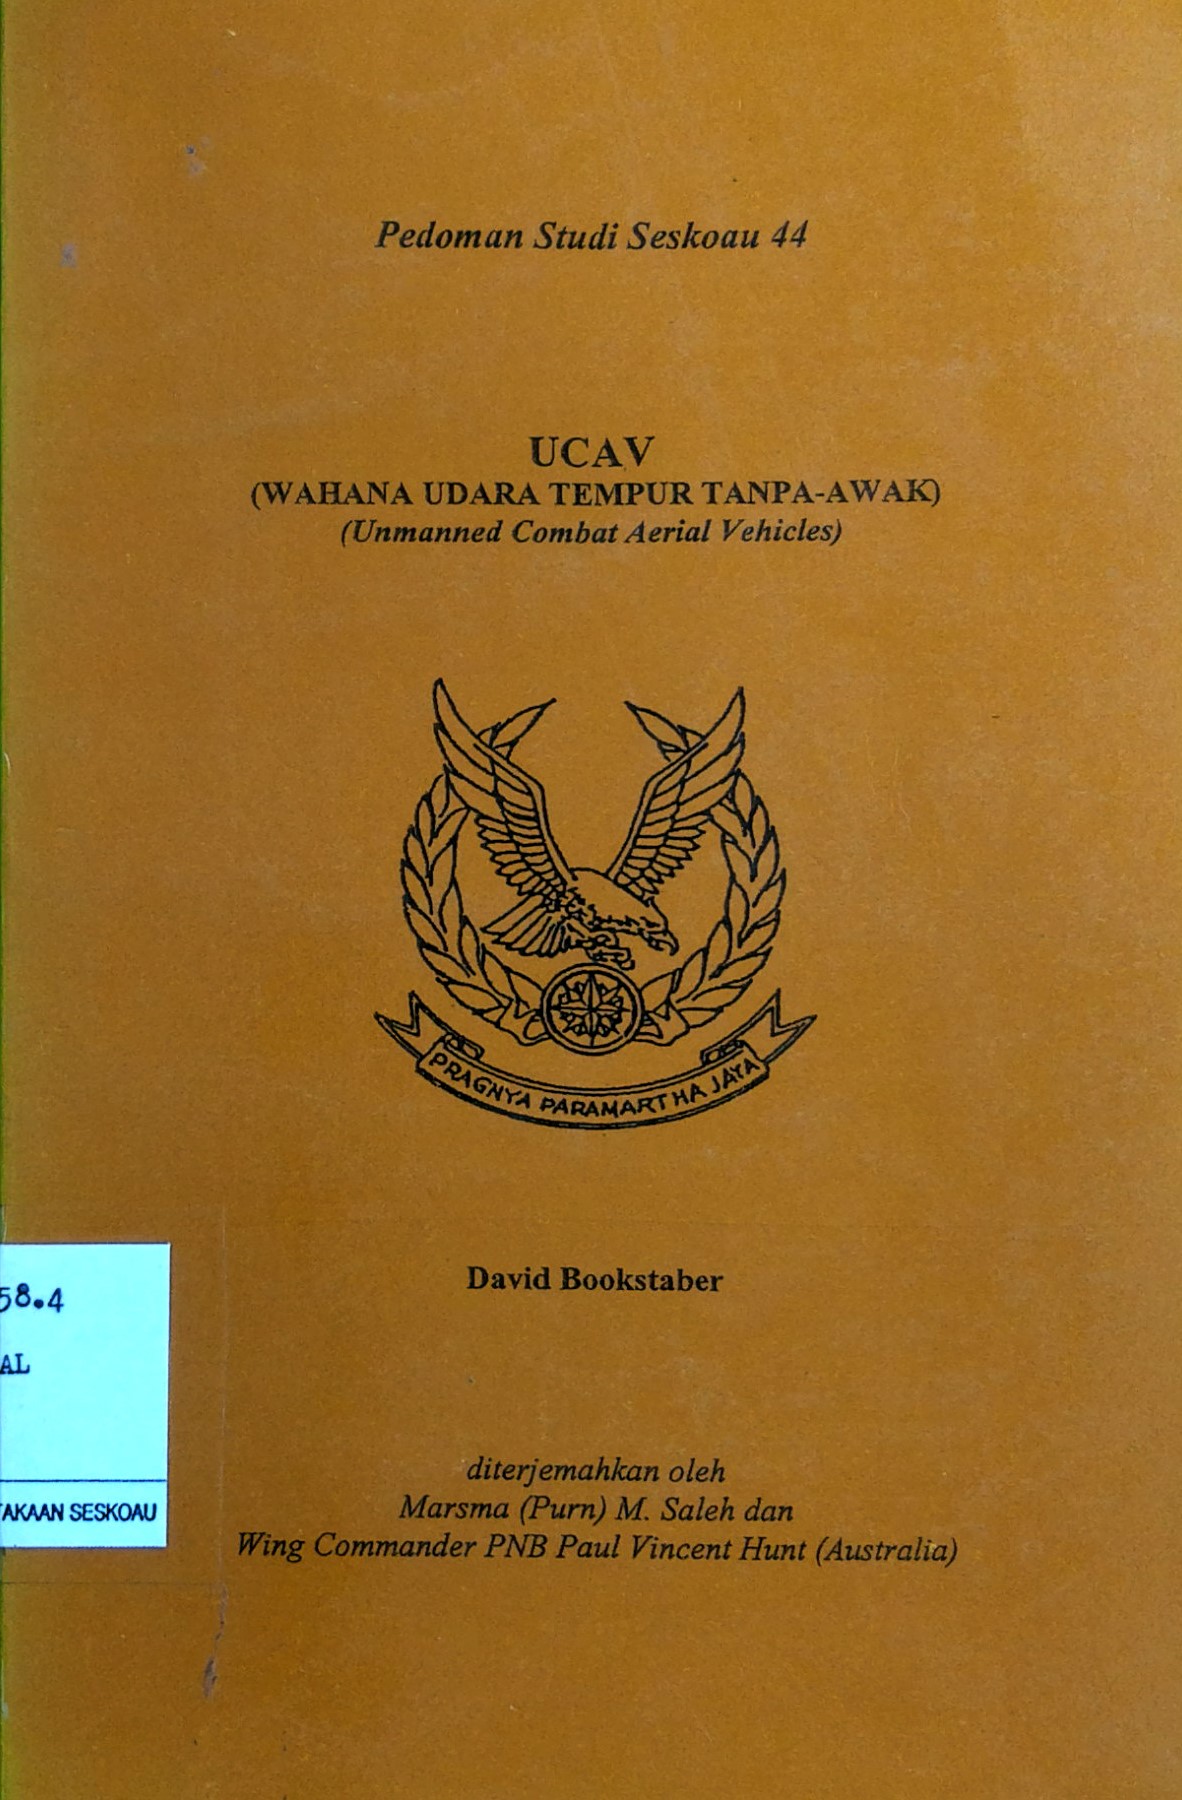 Pedoman Studi Seskoau 44
UCAV
(WAHANA UDARA TEMPUR TANPA-AWAK)
(Unmanned Combat Aerial Vehicles)
PRAGNYA PARAMARTHA JAYA
David Bookstaber
58.4
AL
TAKAAN SESKOAU
diterjemahkan oleh
Marsma (Purn) M. Saleh dan
Wing Commander PNB Paul Vincent Hunt (Australia)